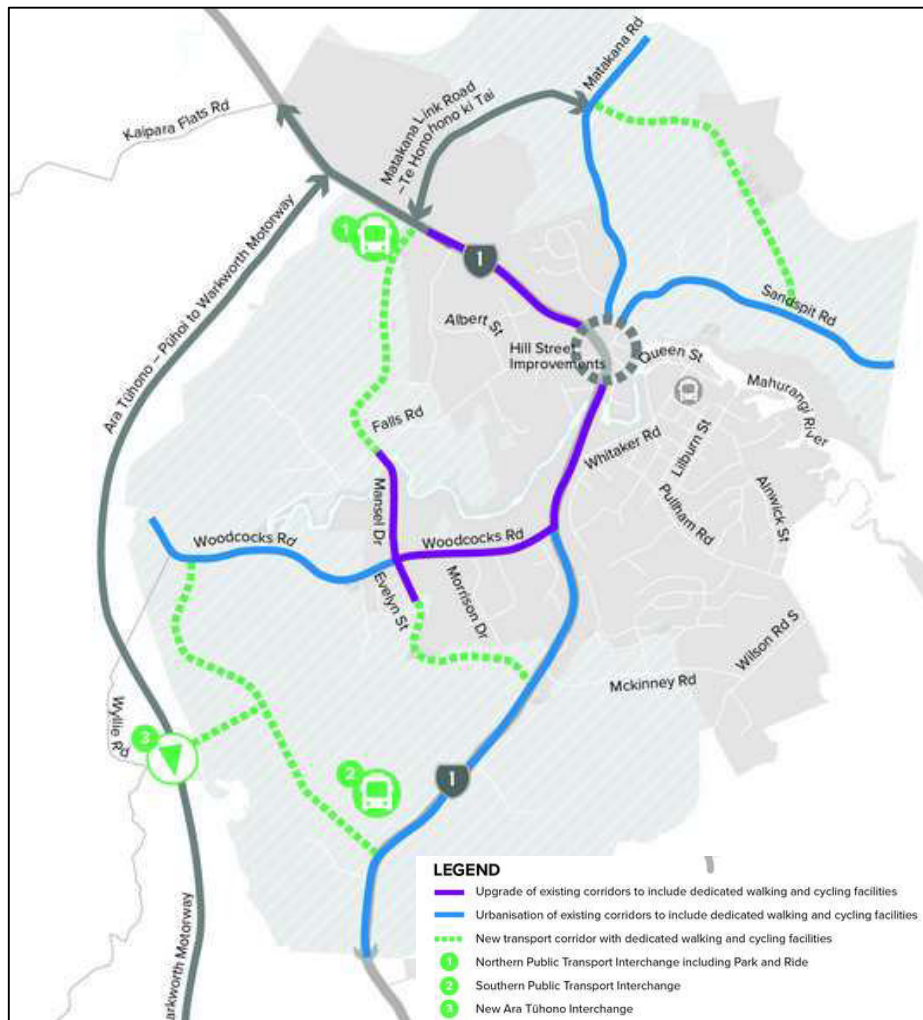 Matakana Rd
Kaipara Flats Rd
Matakana Link Road
–Te Honohono ki Tai
1
1
Ara Tūhono – Pūhoi to Warkworth Motorway
Albert St
Hill Street
Improvements
Queen St
Sandspit Rd
Mahurangi
River
Falls Rd
Whitaker Rd
Lilburn St
Pullham Rd
Alnwick St
Mansel Dr
Woodcocks Rd
Woodcocks Rd
Evelyn St
Morrison Dr
Wilson Rd S
Mckinney Rd
Wyllie Rd
3
2
1
arkworth Motorway
LEGEND
Upgrade of existing corridors to include dedicated walking and cycling facilities
Urbanisation of existing corridors to include dedicated walking and cycling facilities
New transport corridor with dedicated walking and cycling facilities
1 Northern Public Transport Interchange including Park and Ride
2 Southern Public Transport Interchange
3 New Ara Tūhono Interchange